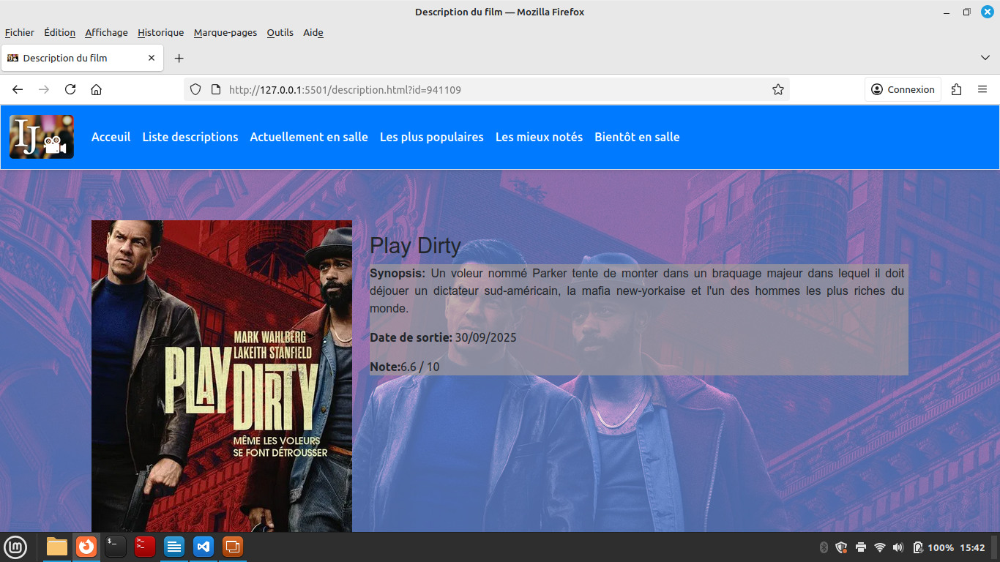 Description du film — Mozilla Firefox
Fichier Édition Affichage Historique Marque-pages Outils Aide
Description du film
http://127.0.0.1:5501/description.html?id=941109
Connexion
IJ
Acceuil Liste descriptions Actuellement en salle Les plus populaires Les mieux notés Bientôt en salle
MARK WAHLBERG
LAKEITH STANFIELD
PLAY DIRTY
MÊME LES VOLEURS
SE FONT DÉTROUSSER
Play Dirty
Synopsis: Un voleur nommé Parker tente de monter dans un braquage majeur dans lequel il doit
déjouer un dictateur sud-américain, la mafia new-yorkaise et l'un des hommes les plus riches du
monde.
Date de sortie: 30/09/2025
Note:6.6 / 10
100% 15:42